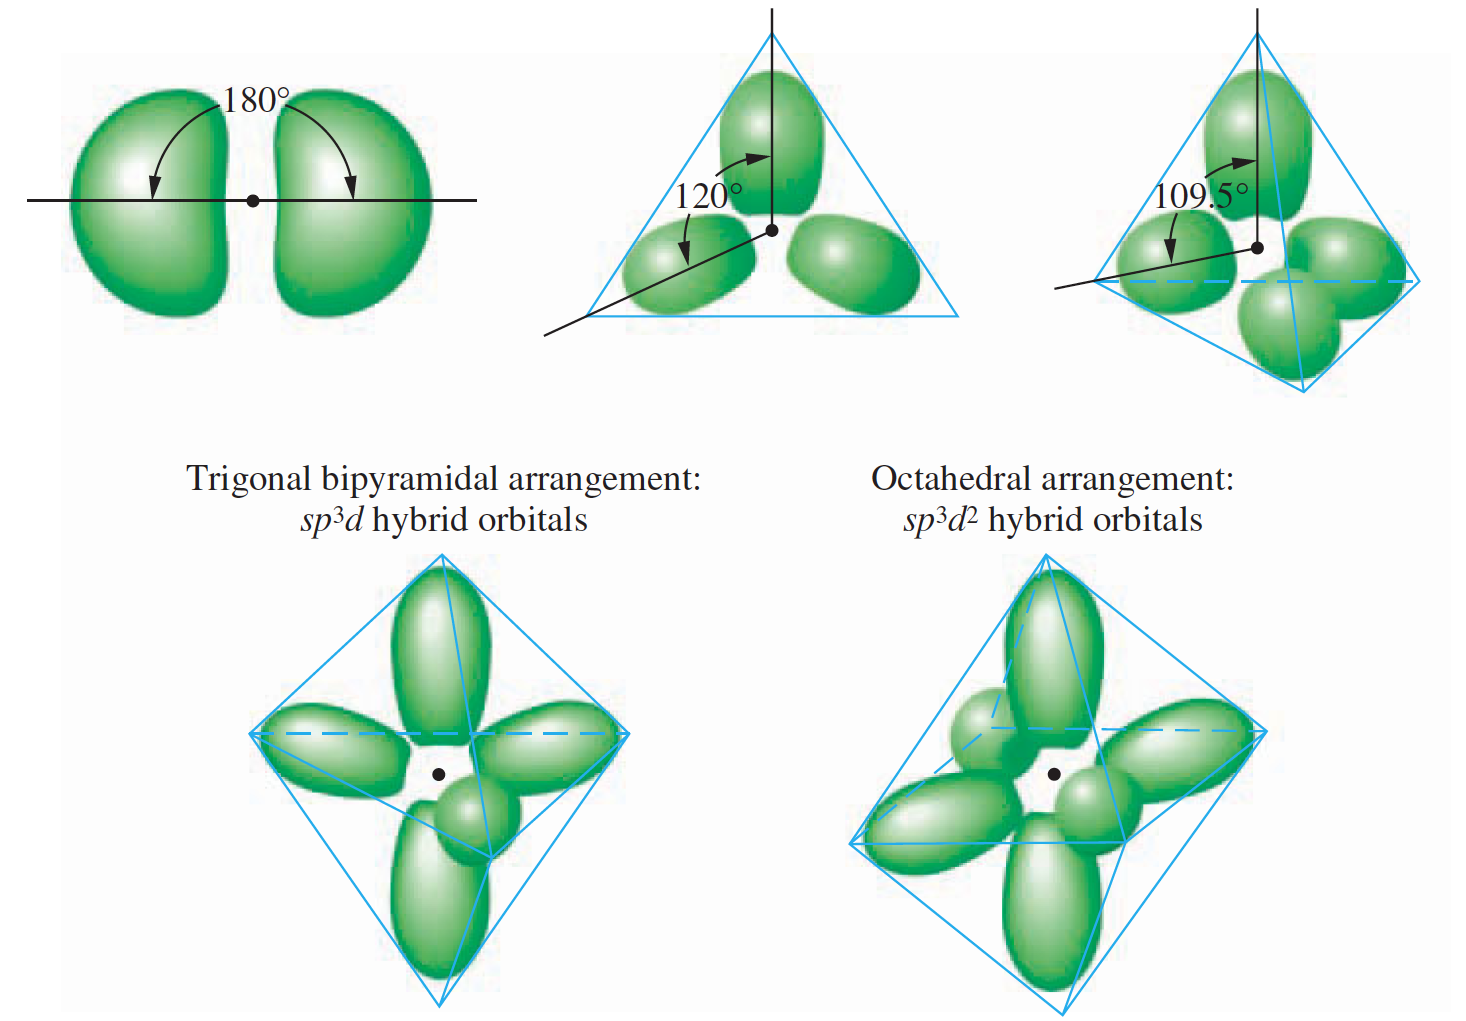 180°
120°
109.5°
Trigonal bipyramidal arrangement:
sp³d hybrid orbitals
Octahedral arrangement:
sp³d² hybrid orbitals